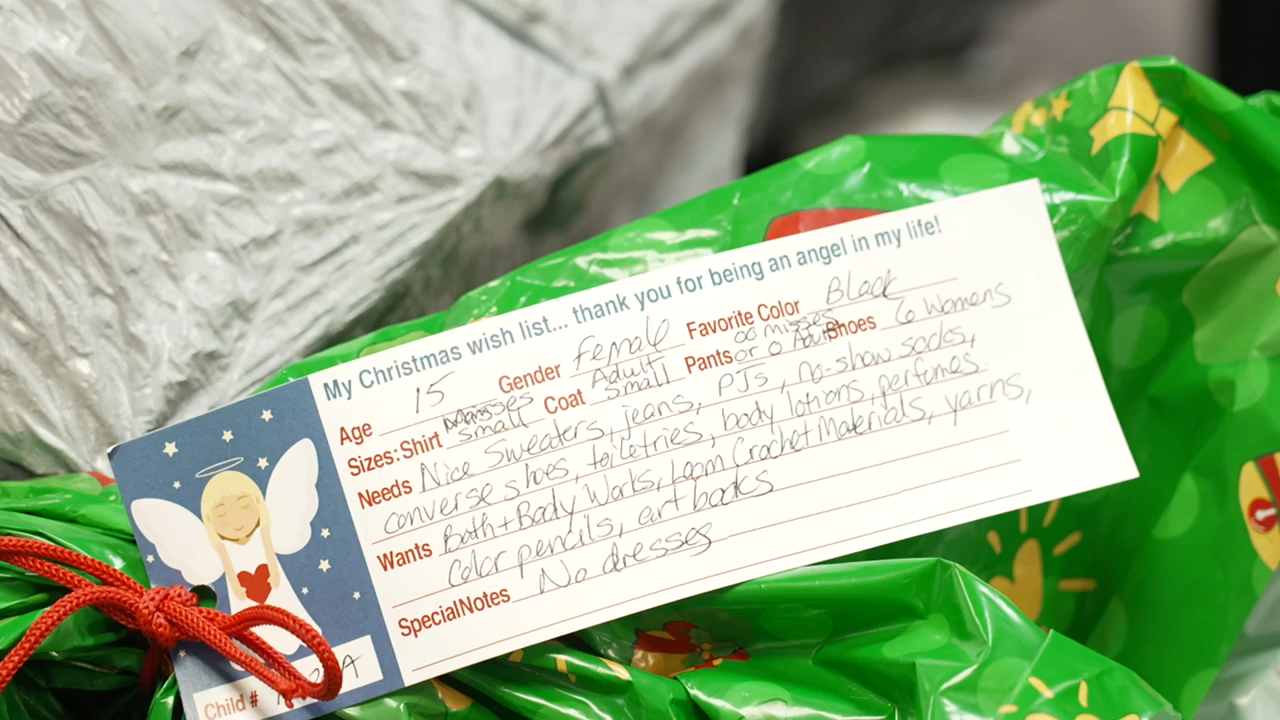 My Christmas wish list... thank you for being an angel in my life!
Age 15 Gender Female Favorite Color Black
Sizes: Shirt Misses Small Coat Adult Small Pants 00 misses or 0 Shoes 6 Womens
Needs Nice Sweaters, jeans, PJs, no-show socks,
converse shoes, toiletries, body lotions, perfumes.
Wants Bath+Body Works, Loom Crochet Materials, yarns,
color pencils, art books
SpecialNotes No dresses
Child #